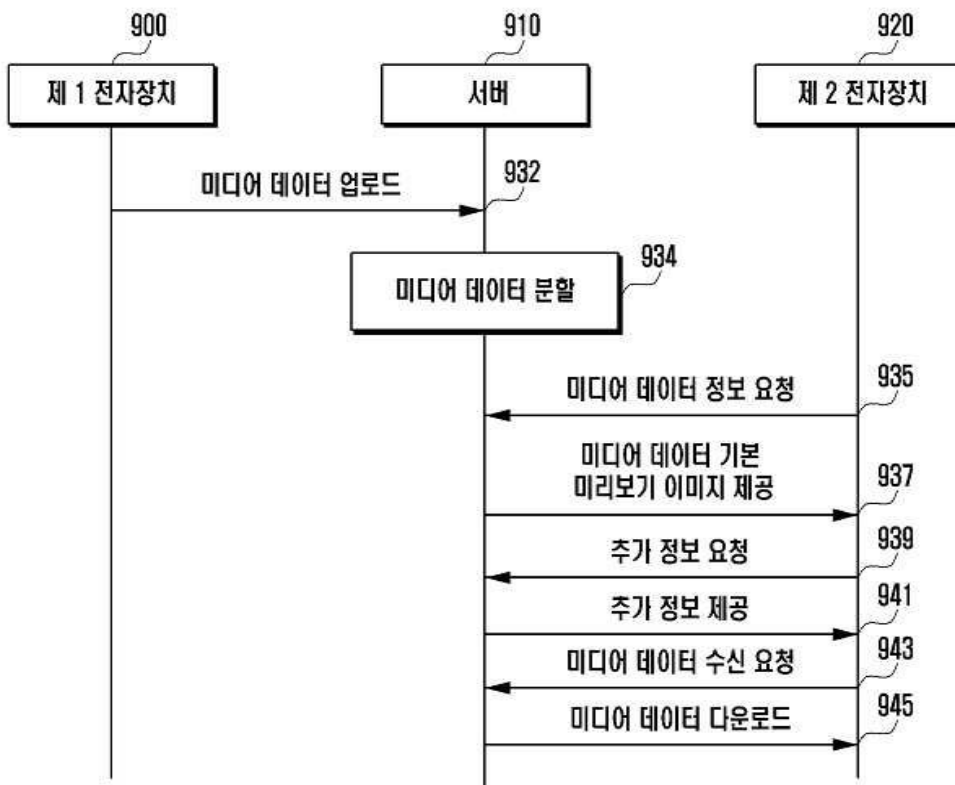 900
910
920
제 1 전자장치
서버
제 2 전자장치
미디어 데이터 업로드
932
미디어 데이터 분할
934
미디어 데이터 정보 요청
935
미디어 데이터 기본
미리보기 이미지 제공
937
추가 정보 요청
939
추가 정보 제공
941
미디어 데이터 수신 요청
943
미디어 데이터 다운로드
945